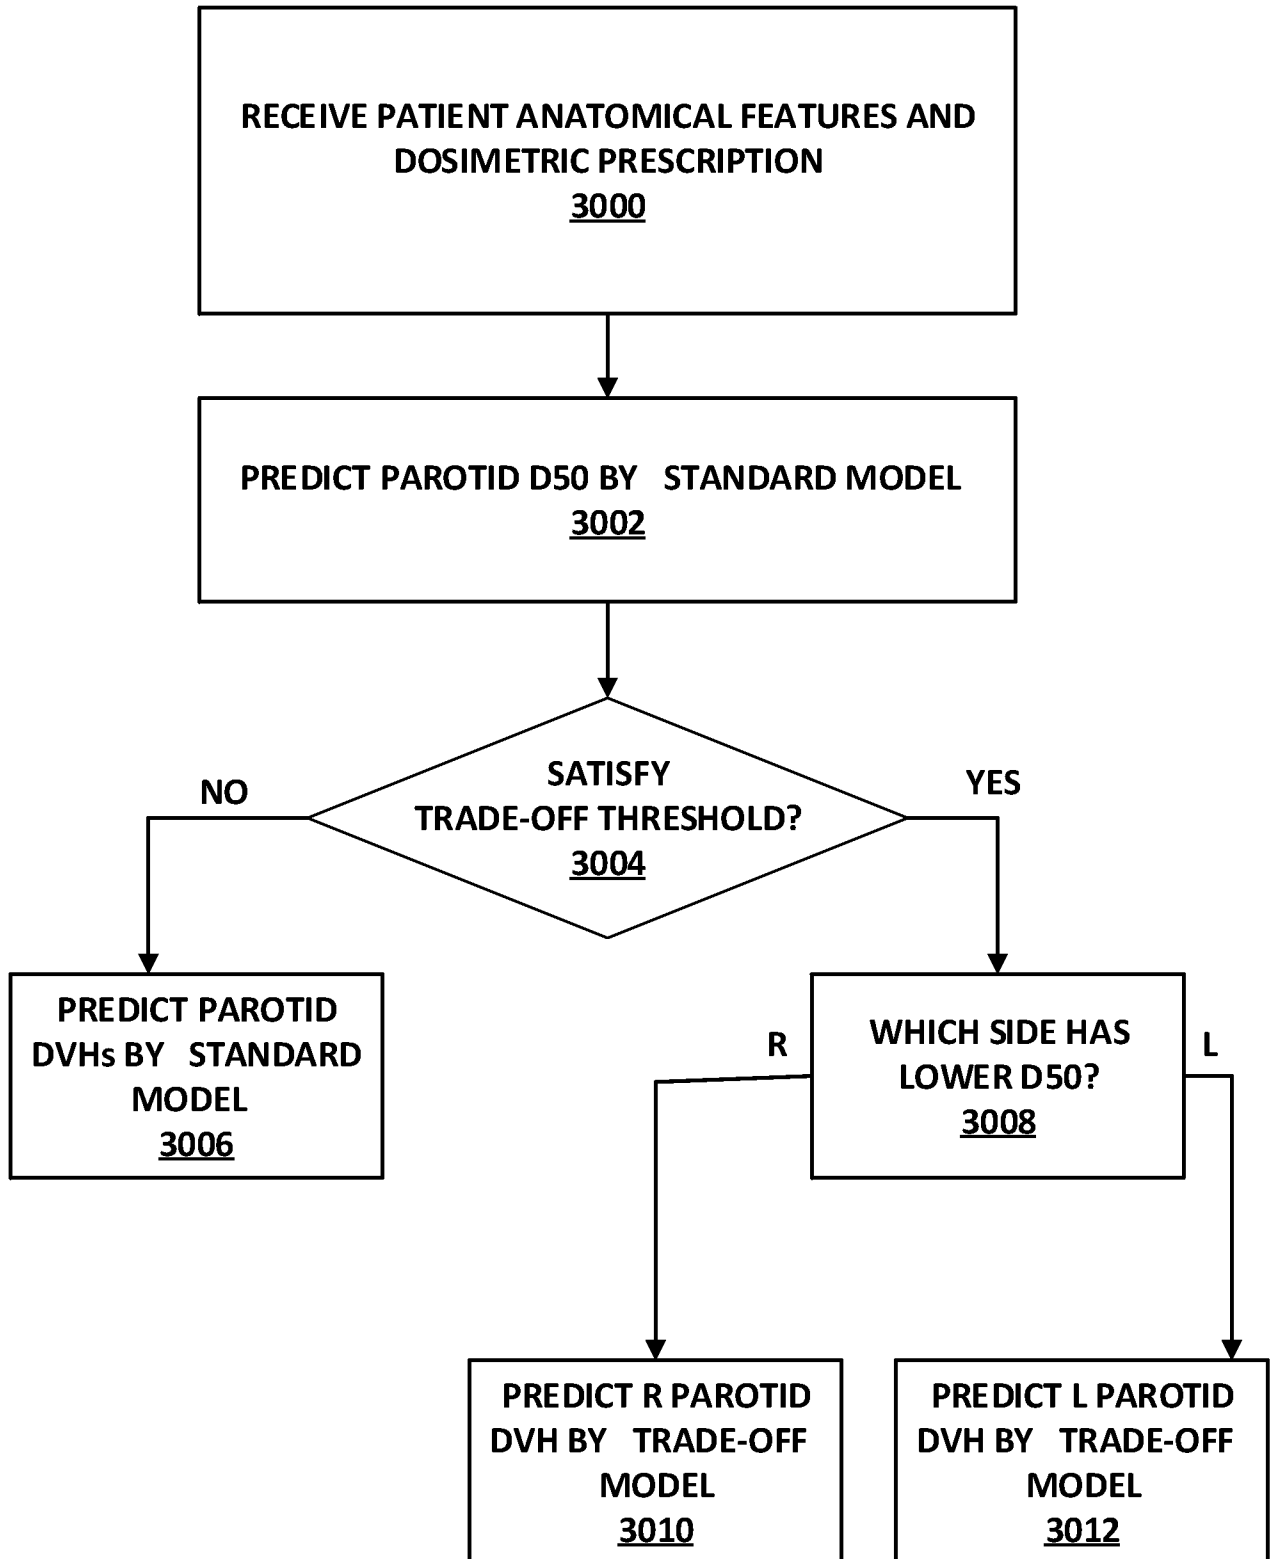 RECEIVE PATIENT ANATOMICAL FEATURES AND
DOSIMETRIC PRESCRIPTION
3000
PREDICT PAROTID D50 BY STANDARD MODEL
3002
SATISFY
TRADE-OFF THRESHOLD?
3004
NO
YES
PREDICT PAROTID
DVHs BY STANDARD
MODEL
3006
WHICH SIDE HAS
LOWER D50?
3008
R
L
PREDICT R PAROTID
DVH BY TRADE-OFF
MODEL
3010
PREDICT L PAROTID
DVH BY TRADE-OFF
MODEL
3012